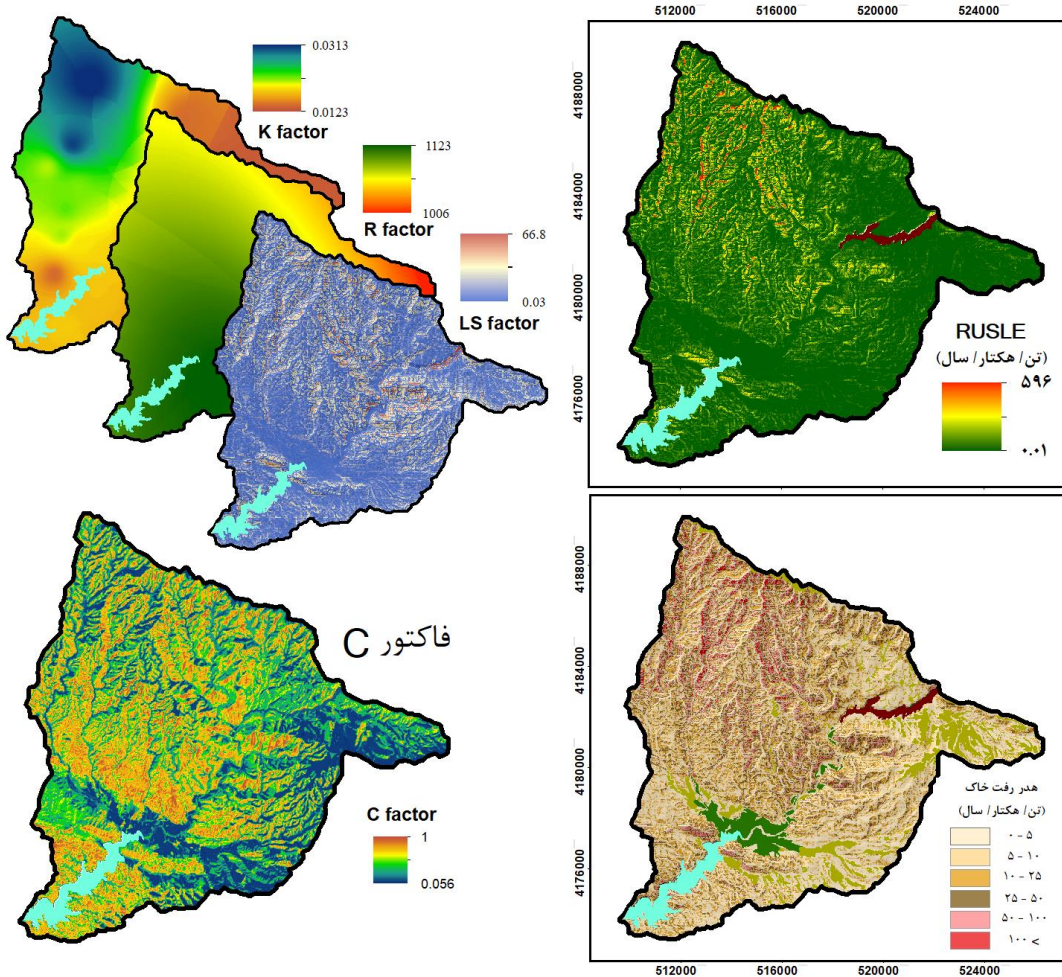 512000 516000 520000 524000
0.0313
0.0123
K factor
1123
1006
R factor
66.8
0.03
LS factor
4188000
4184000
4180000
4176000
RUSLE
(تن/ هکتار/ سال)
۵۹۶
۰.۰۱
فاکتور C
C factor
1
0.056
4188000
4184000
4180000
4176000
هدر رفت خاک
(تن/ هکتار/ سال)
۰ - ۵
۵ - ۱۰
۱۰ - ۲۵
۲۵ - ۵۰
۵۰ - ۱۰۰
۱۰۰ >
512000 516000 520000 524000